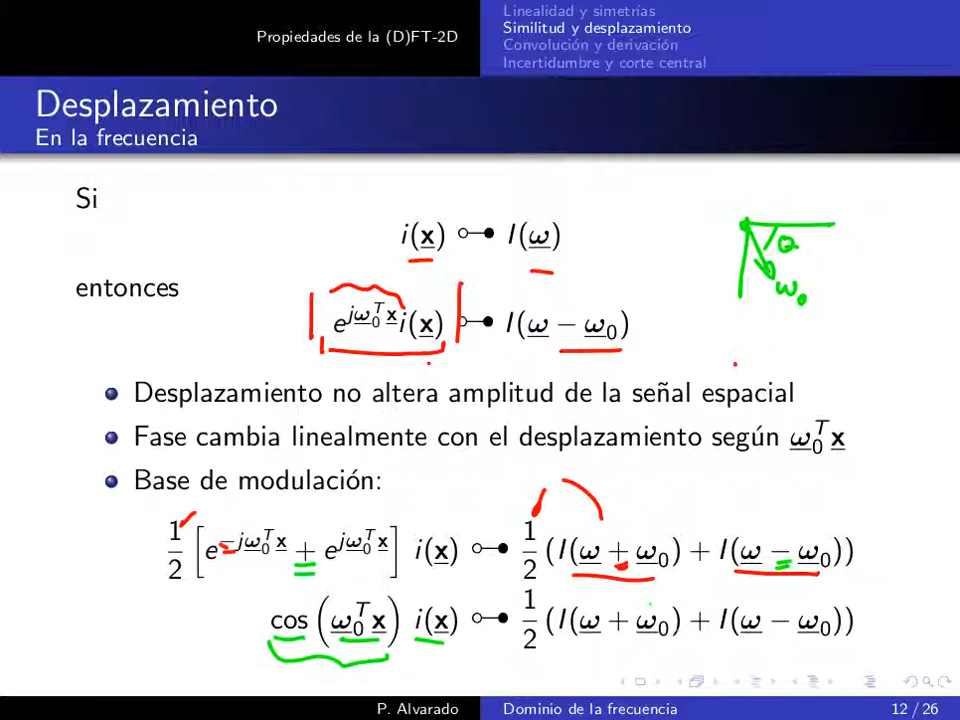 Propiedades de la (D)FT-2D
Linealidad y simetrías
Similitud y desplazamiento
Convolución y derivación
Incertidumbre y corte central
Desplazamiento
En la frecuencia
Si
i(x) ○─● I(ω)
θ
ω₀
entonces
e^{jω₀ᵀx} i(x) ○─● I(ω − ω₀)
Desplazamiento no altera amplitud de la señal espacial
Fase cambia linealmente con el desplazamiento según ω₀ᵀx
Base de modulación:
1/2 [e^{−jω₀ᵀx} + e^{jω₀ᵀx}] i(x) ○─● 1/2 (I(ω + ω₀) + I(ω − ω₀))
cos (ω₀ᵀx) i(x) ○─● 1/2 (I(ω + ω₀) + I(ω − ω₀))
P. Alvarado Dominio de la frecuencia 12 / 26